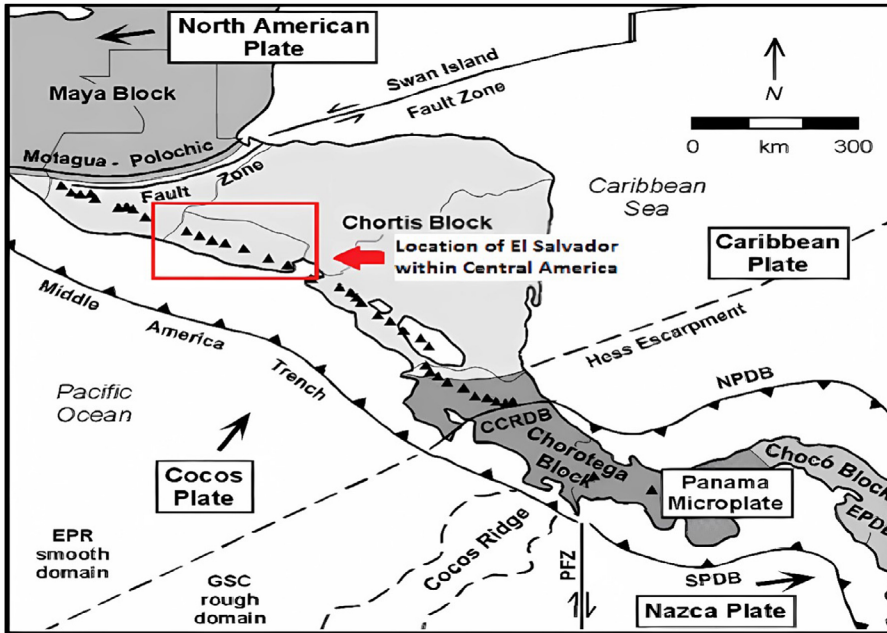 North American
Plate
Maya Block
Swan Island
Fault Zone
N
0 km 300
Motagua - Polochic
Fault Zone
Caribbean
Sea
Chortis Block
Location of El Salvador
within Central America
Caribbean
Plate
Middle America Trench
Hess Escarpment
Pacific
Ocean
NPDB
CCRDB
Chorotega
Block
Chocó Block
Cocos
Plate
Panama
Microplate
EPR
smooth
domain
Cocos Ridge
GSC
rough
domain
PFZ
SPDB
Nazca Plate